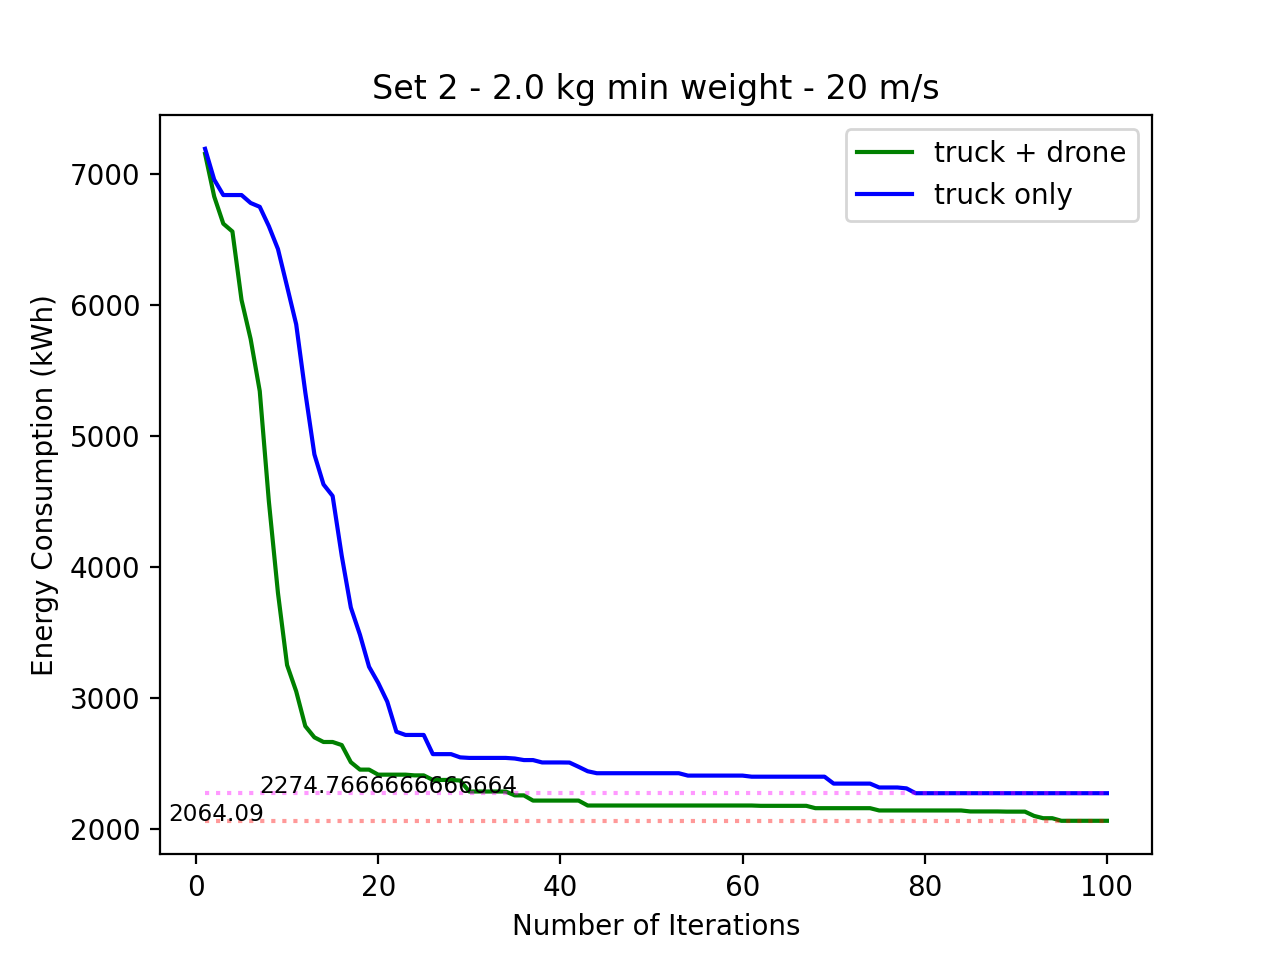 Set 2 - 2.0 kg min weight - 20 m/s
truck + drone
truck only
Energy Consumption (kWh)
7000
6000
5000
4000
3000
2000
2274.7666666666664
2064.09
0 20 40 60 80 100
Number of Iterations